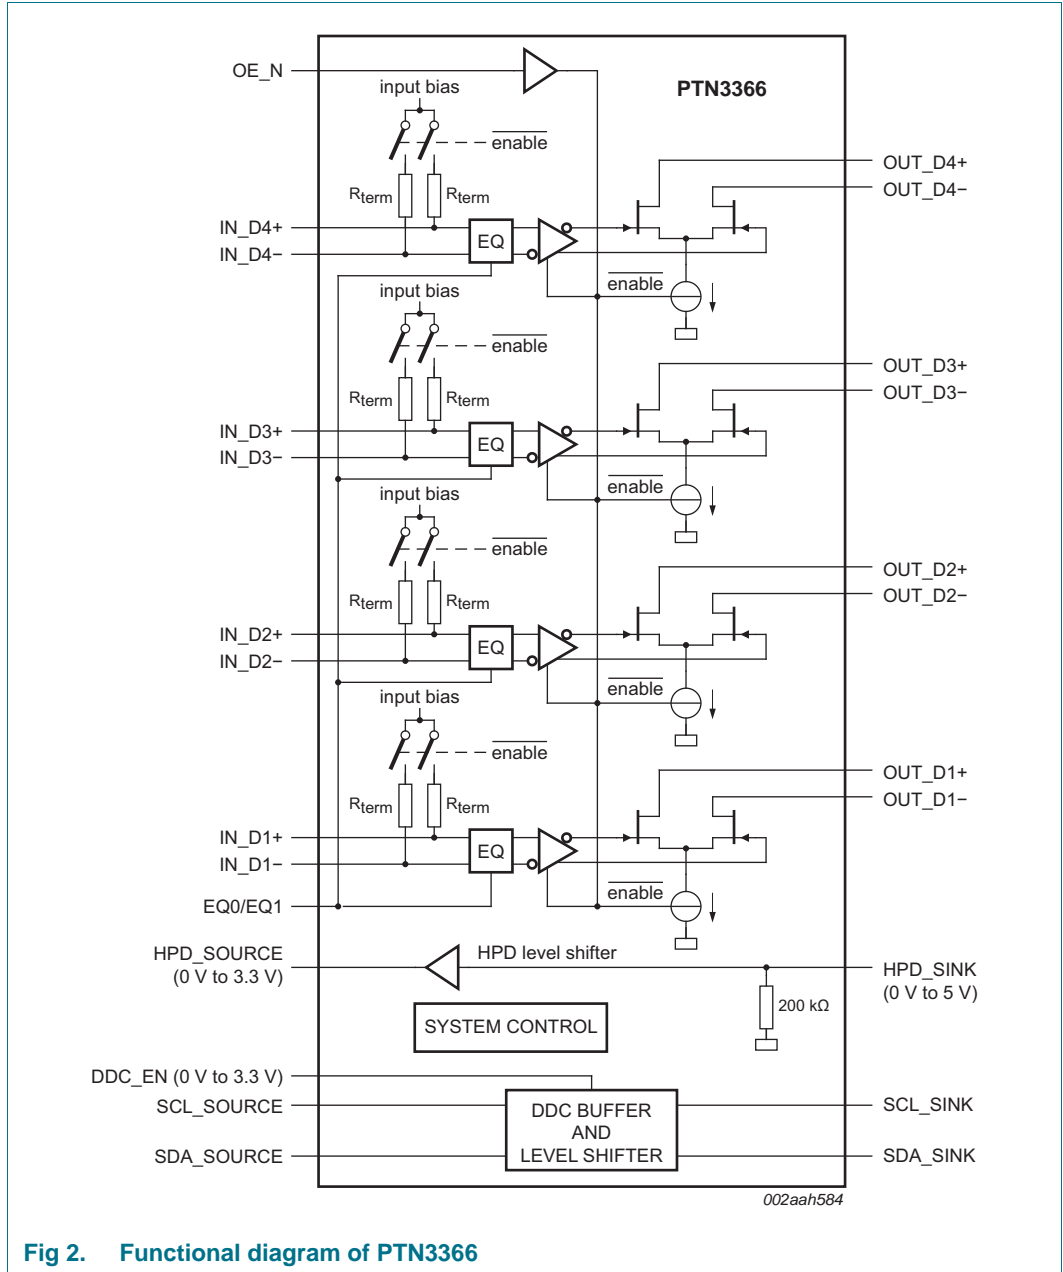 OE_N
PTN3366
input bias
enable
Rterm
Rterm
OUT_D4+
OUT_D4−
IN_D4+
IN_D4−
EQ
enable
input bias
enable
Rterm
Rterm
OUT_D3+
OUT_D3−
IN_D3+
IN_D3−
EQ
enable
input bias
enable
Rterm
Rterm
OUT_D2+
OUT_D2−
IN_D2+
IN_D2−
EQ
enable
input bias
enable
Rterm
Rterm
OUT_D1+
OUT_D1−
IN_D1+
IN_D1−
EQ
enable
EQ0/EQ1
HPD_SOURCE
(0 V to 3.3 V)
HPD level shifter
HPD_SINK
(0 V to 5 V)
200 kΩ
SYSTEM CONTROL
DDC_EN (0 V to 3.3 V)
SCL_SOURCE
SDA_SOURCE
DDC BUFFER
AND
LEVEL SHIFTER
SCL_SINK
SDA_SINK
002aah584
Fig 2. Functional diagram of PTN3366